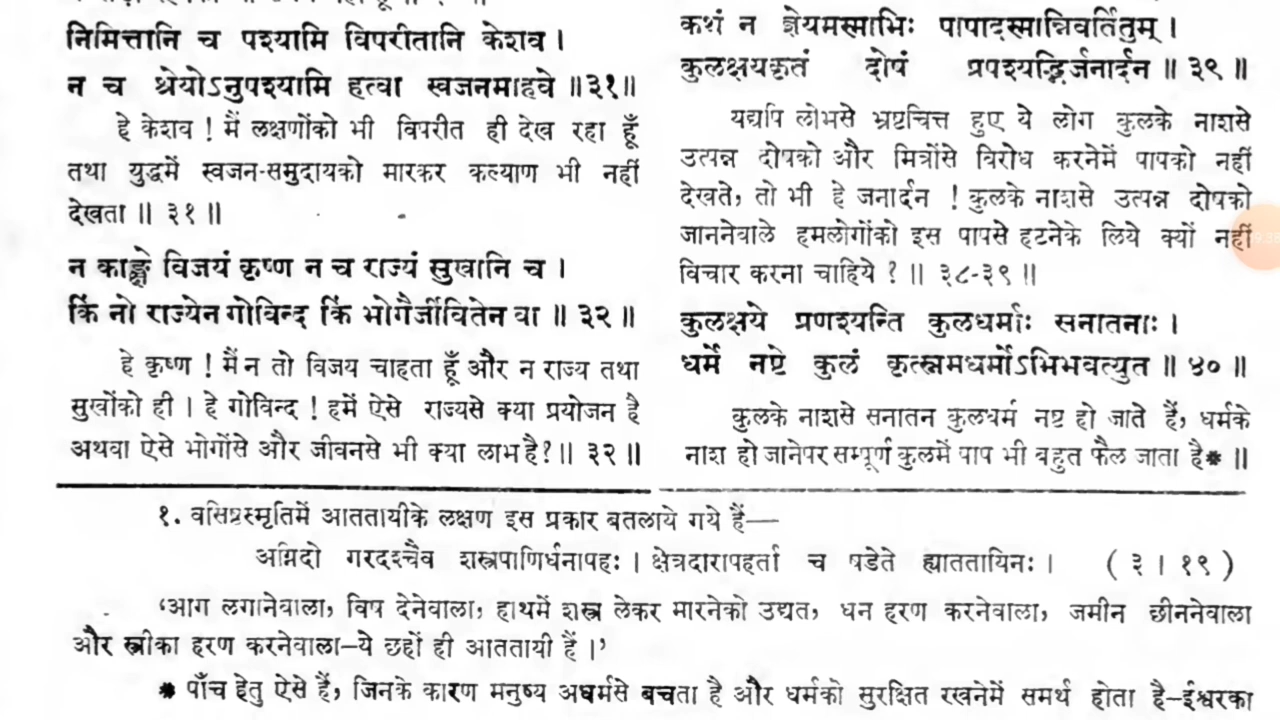 निमित्तानि च पश्यामि विपरीतानि केशव ।
न च श्रेयोऽनुपश्यामि हत्वा स्वजनमाहवे ॥३१॥
हे केशव ! मैं लक्षणोंको भी विपरीत ही देख रहा हूँ
तथा युद्धमें स्वजन-समुदायको मारकर कल्याण भी नहीं
देखता ॥ ३१ ॥
न काङ्क्षे विजयं कृष्ण न च राज्यं सुखानि च ।
किं नो राज्येन गोविन्द किं भोगैर्जीवितेन वा ॥ ३२ ॥
हे कृष्ण ! मैं न तो विजय चाहता हूँ और न राज्य तथा
सुखोंको ही । हे गोविन्द ! हमें ऐसे राज्यसे क्या प्रयोजन है
अथवा ऐसे भोगोंसे और जीवनसे भी क्या लाभ है? ॥ ३२ ॥
कथं न ज्ञेयमस्माभिः पापादस्मान्निवर्तितुम् ।
कुलक्षयकृतं दोषं प्रपश्यद्भिर्जनार्दन ॥ ३९ ॥
यद्यपि लोभसे भ्रष्टचित्त हुए ये लोग कुलके नाशसे
उत्पन्न दोषको और मित्रोंसे विरोध करनेमें पापको नहीं
देखते, तो भी हे जनार्दन ! कुलके नाशसे उत्पन्न दोषको
जाननेवाले हमलोगोंको इस पापसे हटनेके लिये क्यों नहीं
विचार करना चाहिये ? ॥ ३८-३९ ॥
कुलक्षये प्रणश्यन्ति कुलधर्माः सनातनाः ।
धर्मे नष्टे कुलं कृत्स्नमधर्मोऽभिभवत्युत ॥ ४० ॥
कुलके नाशसे सनातन कुलधर्म नष्ट हो जाते हैं, धर्मके
नाश हो जानेपर सम्पूर्ण कुलमें पाप भी बहुत फैल जाता है* ॥
१. वसिष्ठस्मृतिमें आततायीके लक्षण इस प्रकार बतलाये गये हैं—
अग्निदो गरदश्चैव शस्त्रपाणिर्धनापहः । क्षेत्रदारापहर्ता च षडेते ह्याततायिनः । ( ३ । १९ )
‘आग लगानेवाला, विष देनेवाला, हाथमें शस्त्र लेकर मारनेको उद्यत, धन हरण करनेवाला, जमीन छीननेवाला
और स्त्रीका हरण करनेवाला—ये छहों ही आततायी हैं ।’
* पाँच हेतु ऐसे हैं, जिनके कारण मनुष्य अधर्मसे बचता है और धर्मको सुरक्षित रखनेमें समर्थ होता है—ईश्वरका